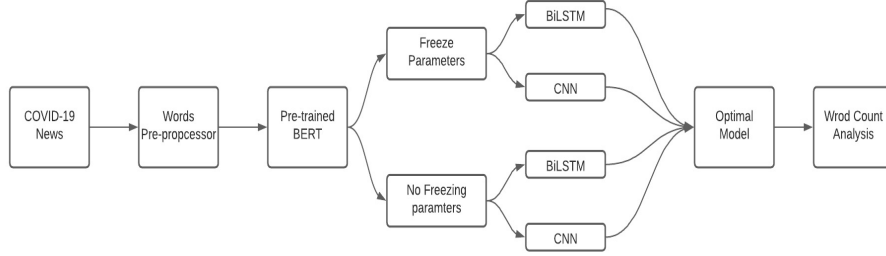 COVID-19
News
Words
Pre-propcessor
Pre-trained
BERT
Freeze
Parameters
No Freezing
paramters
BiLSTM
CNN
BiLSTM
CNN
Optimal
Model
Wrod Count
Analysis